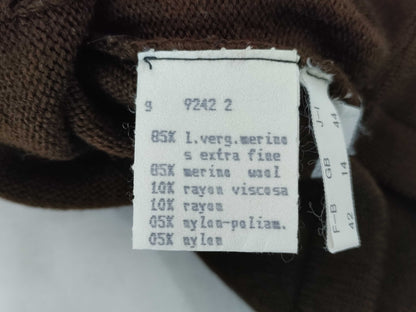 g 9242 2
85% l.verg.merino
s extra fine
85% merino wool
10% rayon viscosa
10% rayon
05% nylon-poliam.
05% nylon
J-I 44
GB 14
F-B 42